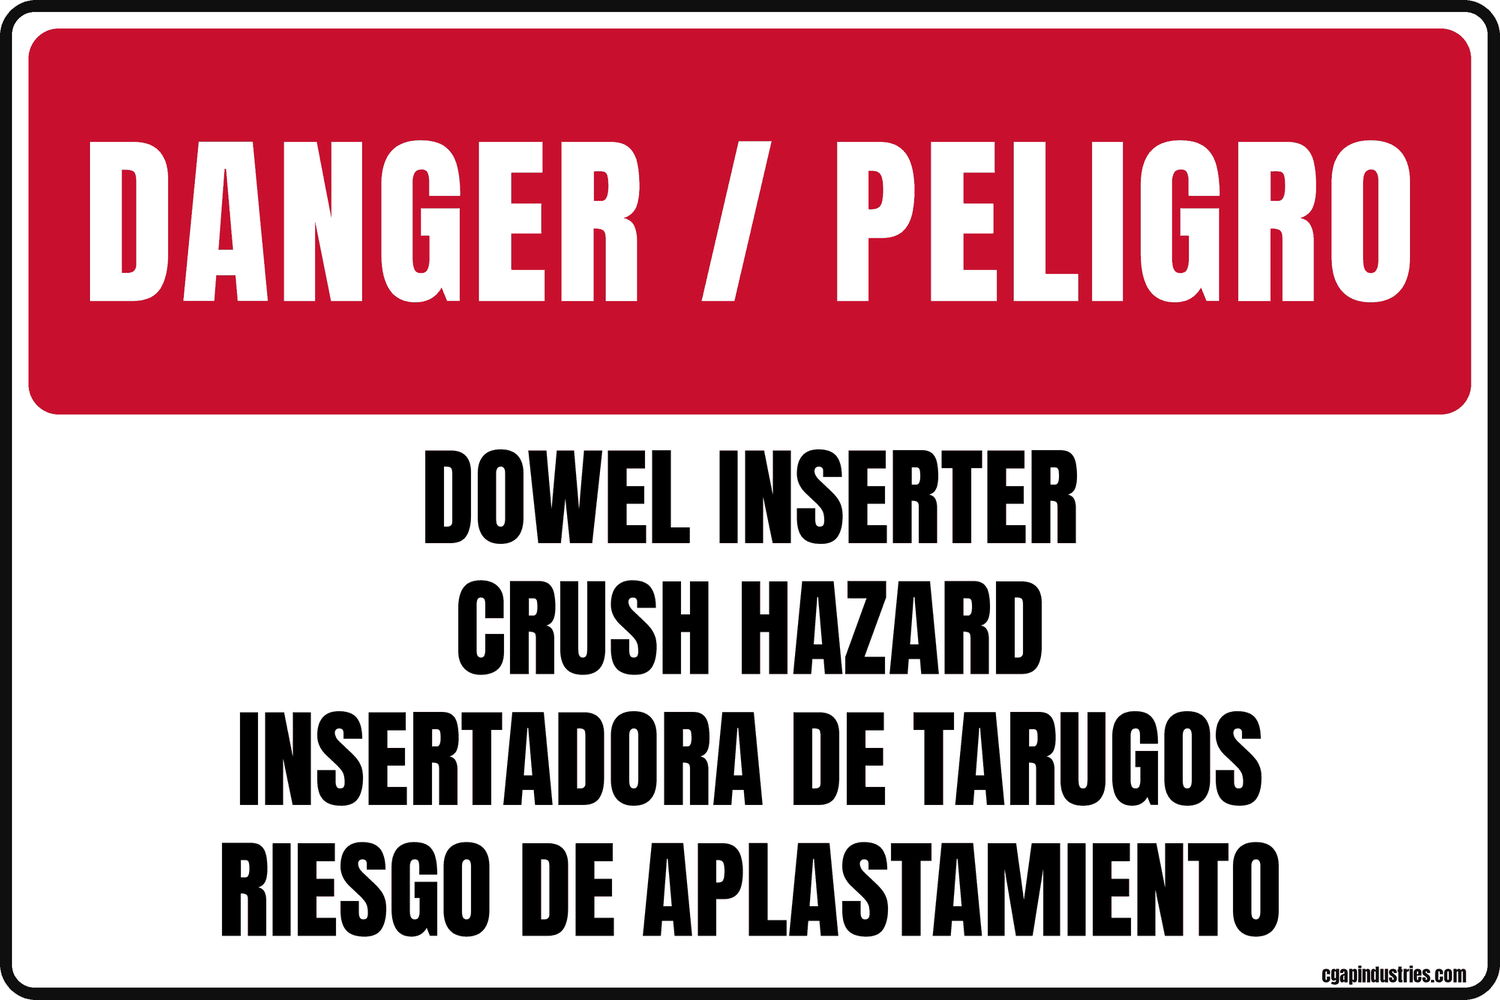 DANGER / PELIGRO
DOWEL INSERTER
CRUSH HAZARD
INSERTADORA DE TARUGOS
RIESGO DE APLASTAMIENTO
cgapindustries.com